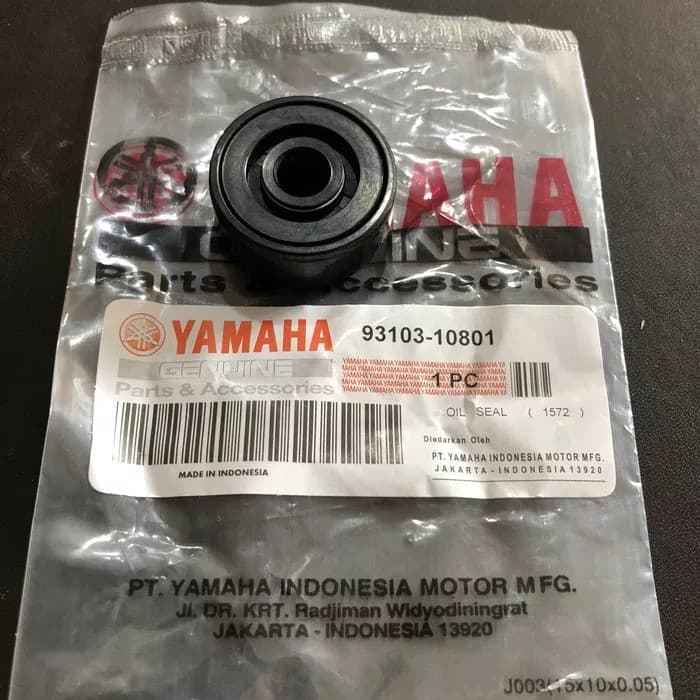 YAMAHA
GENUINE
Parts & Accessories
YAMAHA 93103-10801
GENUINE
Parts & Accessories
1 PC
OIL SEAL ( 1572 )
Diedarkan Oleh
PT. YAMAHA INDONESIA MOTOR MFG.
JAKARTA - INDONESIA 13920
MADE IN INDONESIA
PT. YAMAHA INDONESIA MOTOR MFG.
Jl. DR. KRT. Radjiman Widyodiningrat
JAKARTA - INDONESIA 13920
J003(15x10x0.05)